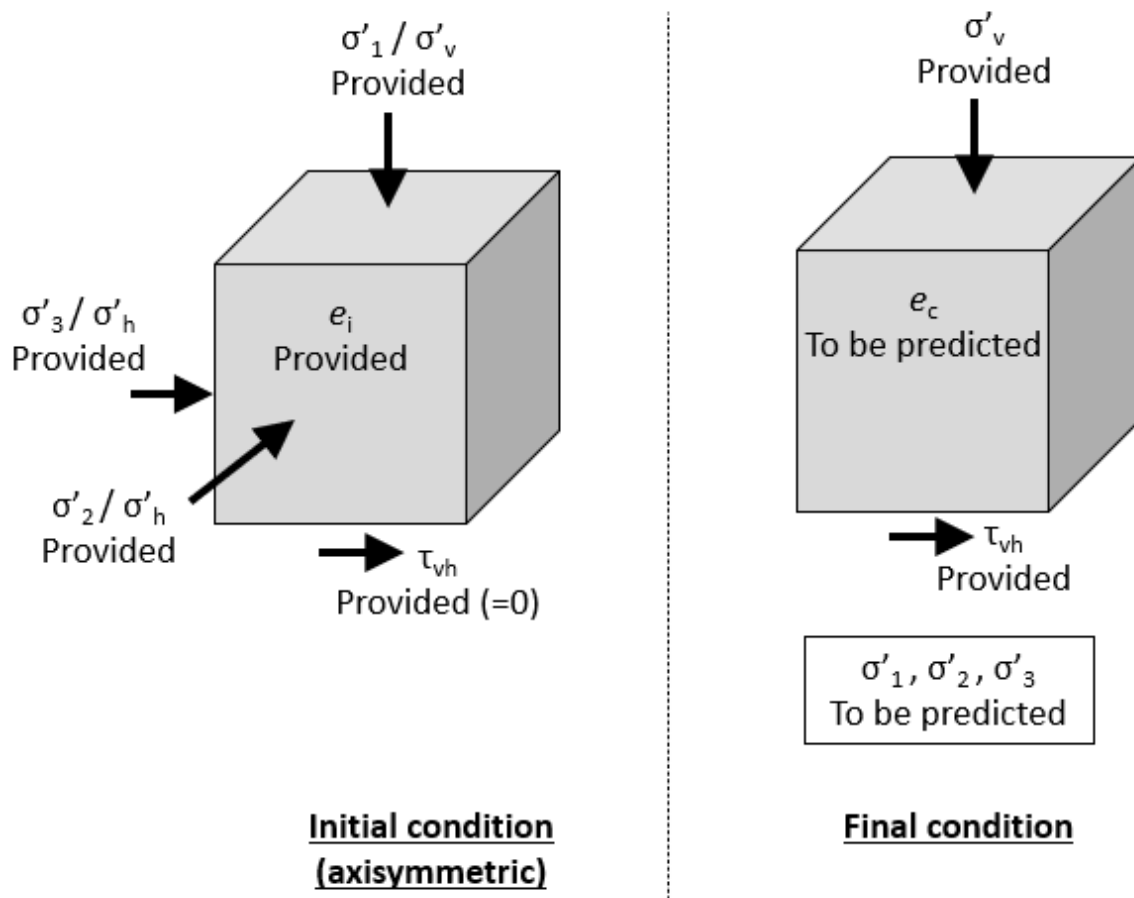 σ’₁ / σ’ᵥ
Provided
σ’₃ / σ’ₕ
Provided
eᵢ
Provided
σ’₂ / σ’ₕ
Provided
τᵥₕ
Provided (=0)
Initial condition
(axisymmetric)
σ’ᵥ
Provided
e꜀
To be predicted
τᵥₕ
Provided
σ’₁, σ’₂, σ’₃
To be predicted
Final condition